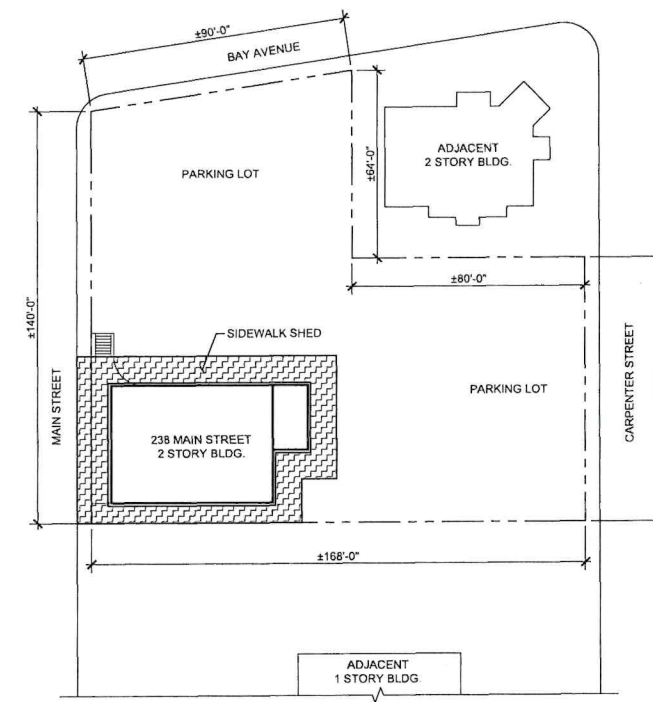 ±90'-0"
BAY AVENUE
ADJACENT
2 STORY BLDG.
PARKING LOT
±64'-0"
±80'-0"
±140'-0"
SIDEWALK SHED
MAIN STREET
PARKING LOT
CARPENTER STREET
238 MAIN STREET
2 STORY BLDG.
±168'-0"
ADJACENT
1 STORY BLDG.